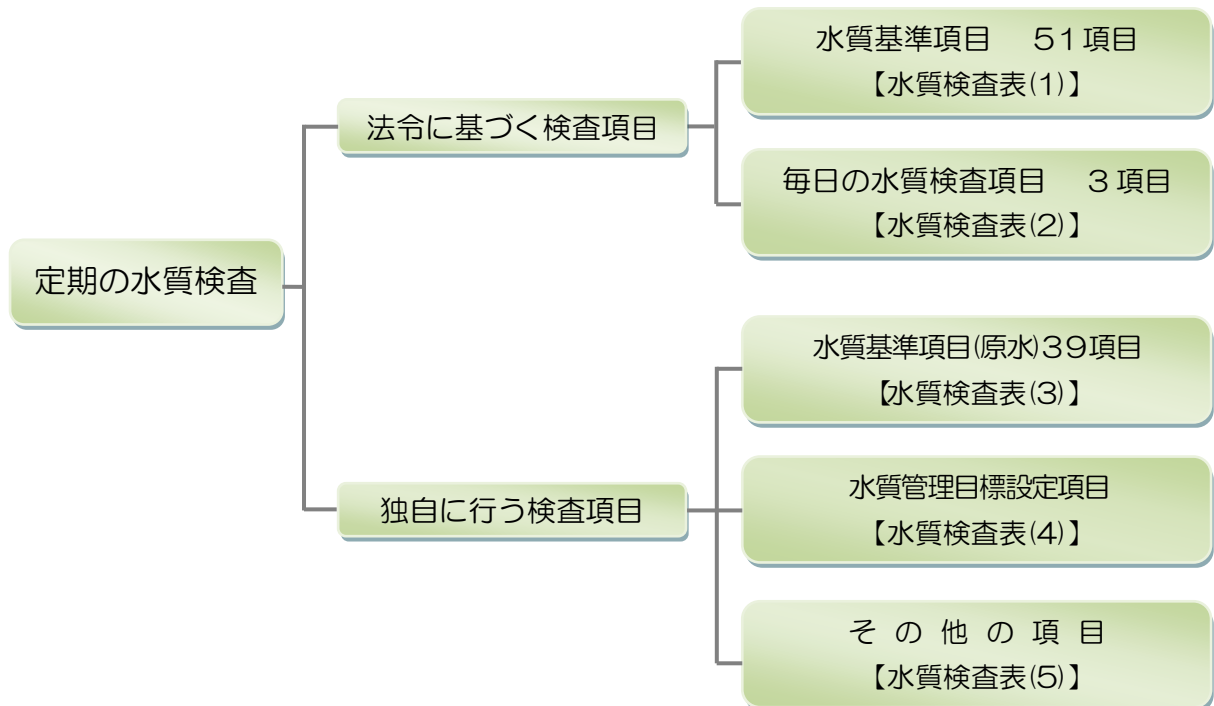 水質基準項目　５１項目
【水質検査表(1)】
法令に基づく検査項目
毎日の水質検査項目　３項目
【水質検査表(2)】
定期の水質検査
水質基準項目(原水)３９項目
【水質検査表(3)】
独自に行う検査項目
水質管理目標設定項目
【水質検査表(4)】
そ の 他 の 項 目
【水質検査表(5)】